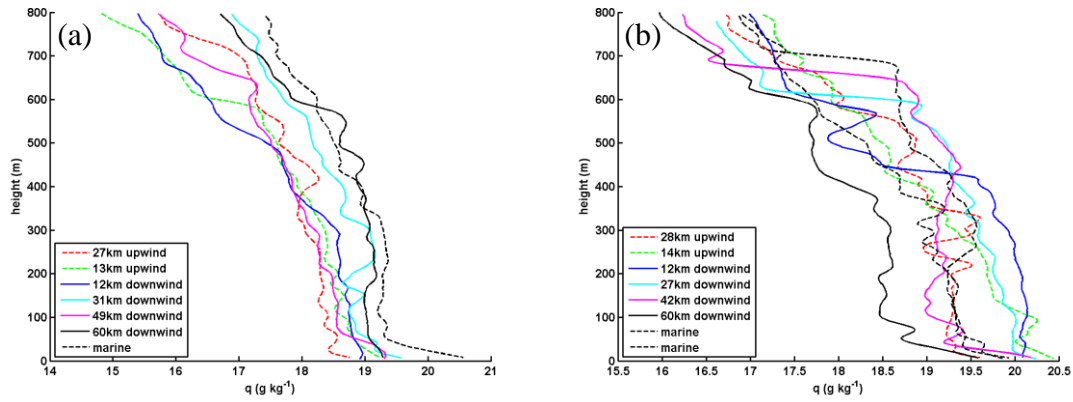 (a)
800
700
600
500
400
300
200
100
0
height (m)
27km upwind
13km upwind
12km downwind
31km downwind
49km downwind
60km downwind
marine
14 15 16 17 18 19 20 21
q (g kg-1)
(b)
800
700
600
500
400
300
200
100
0
height (m)
28km upwind
14km upwind
12km downwind
27km downwind
42km downwind
60km downwind
marine
marine
15.5 16 16.5 17 17.5 18 18.5 19 19.5 20 20.5
q (g kg-1)